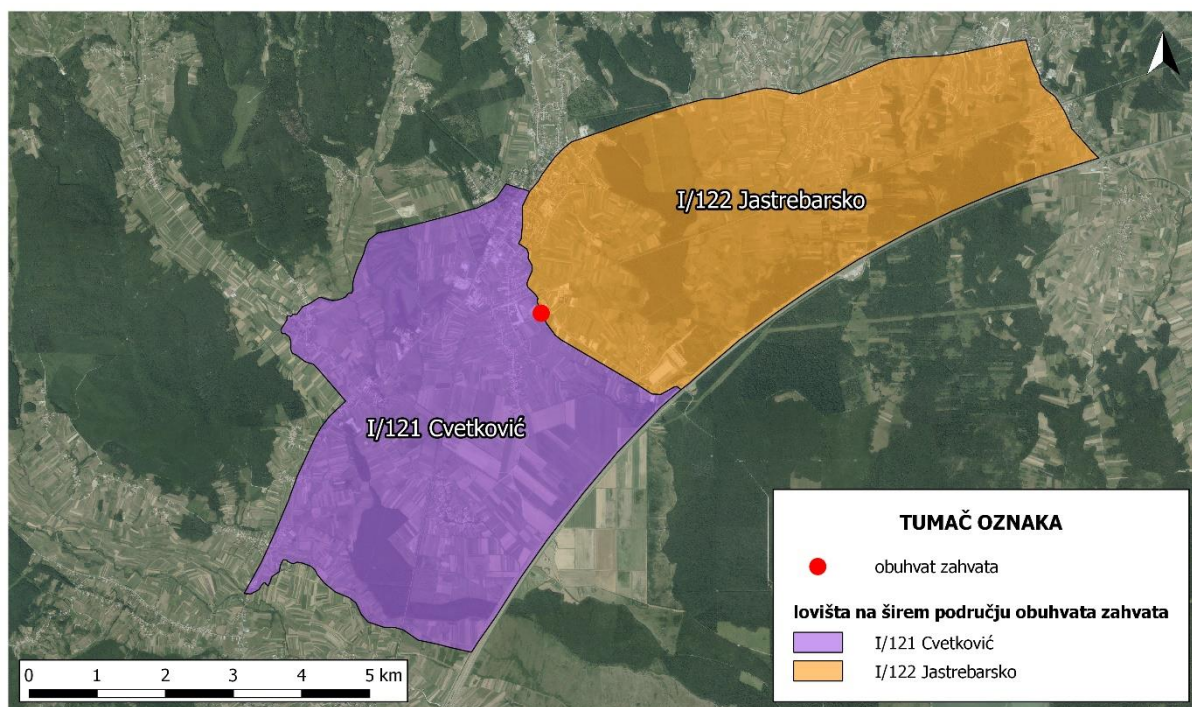 I/122 Jastrebarsko
I/121 Cvetković
TUMAČ OZNAKA
obuhvat zahvata
lovišta na širem području obuhvata zahvata
I/121 Cvetković
I/122 Jastrebarsko
0 1 2 3 4 5 km